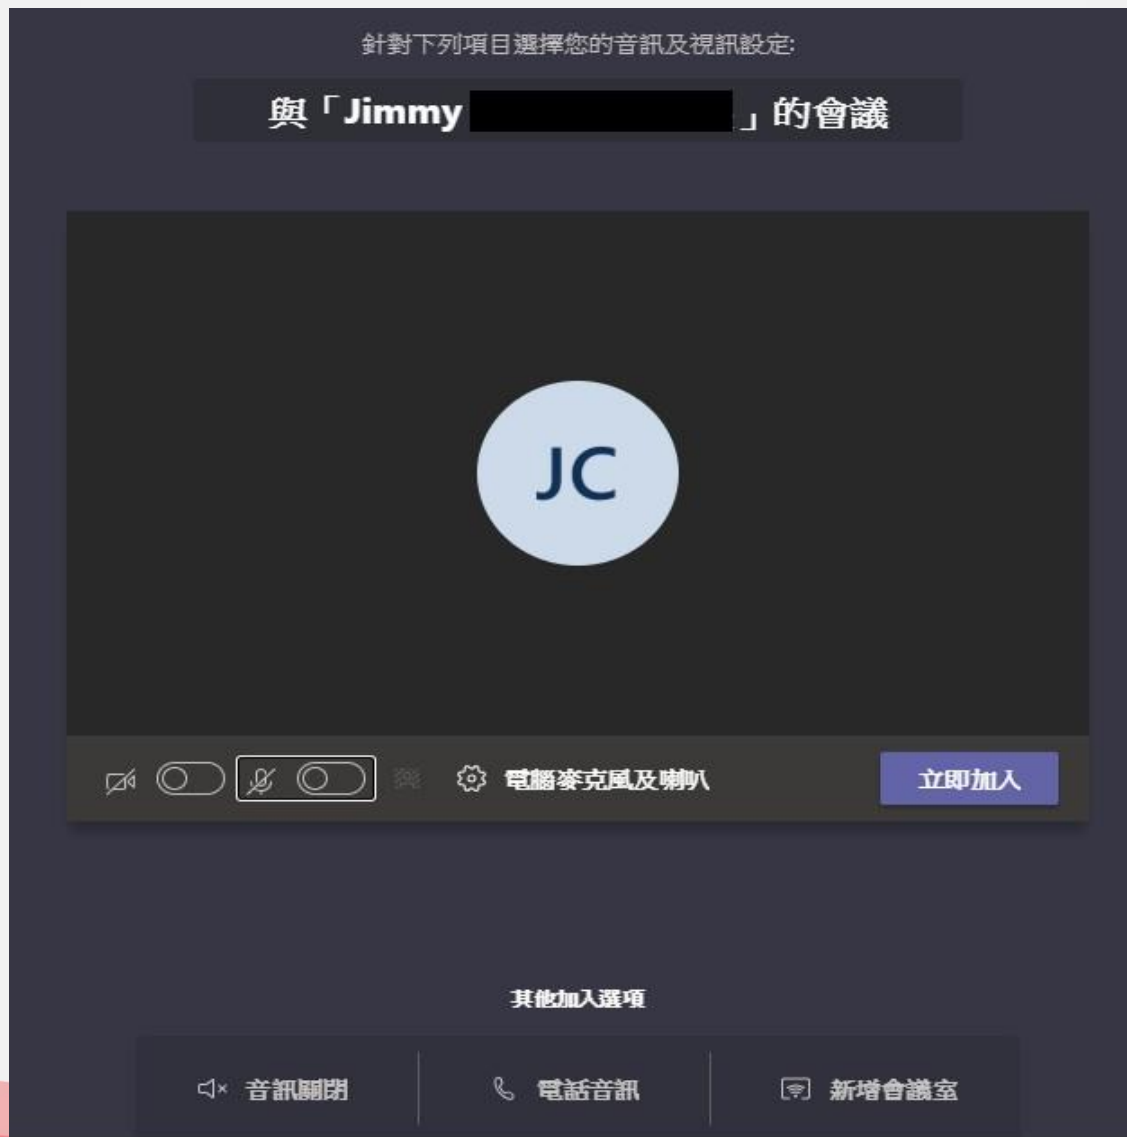 針對下列項目選擇您的音訊及視訊設定:
與「Jimmy 」的會議
JC
電腦麥克風及喇叭
立即加入
其他加入選項
音訊關閉
電話音訊
新增會議室